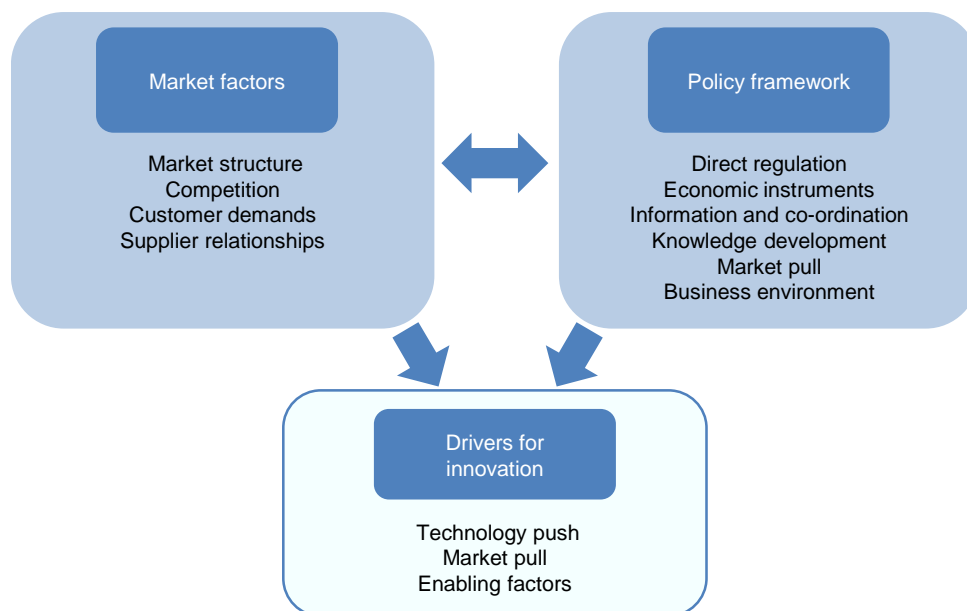 Market factors
Market structure
Competition
Customer demands
Supplier relationships
Policy framework
Direct regulation
Economic instruments
Information and co-ordination
Knowledge development
Market pull
Business environment
Drivers for
innovation
Technology push
Market pull
Enabling factors